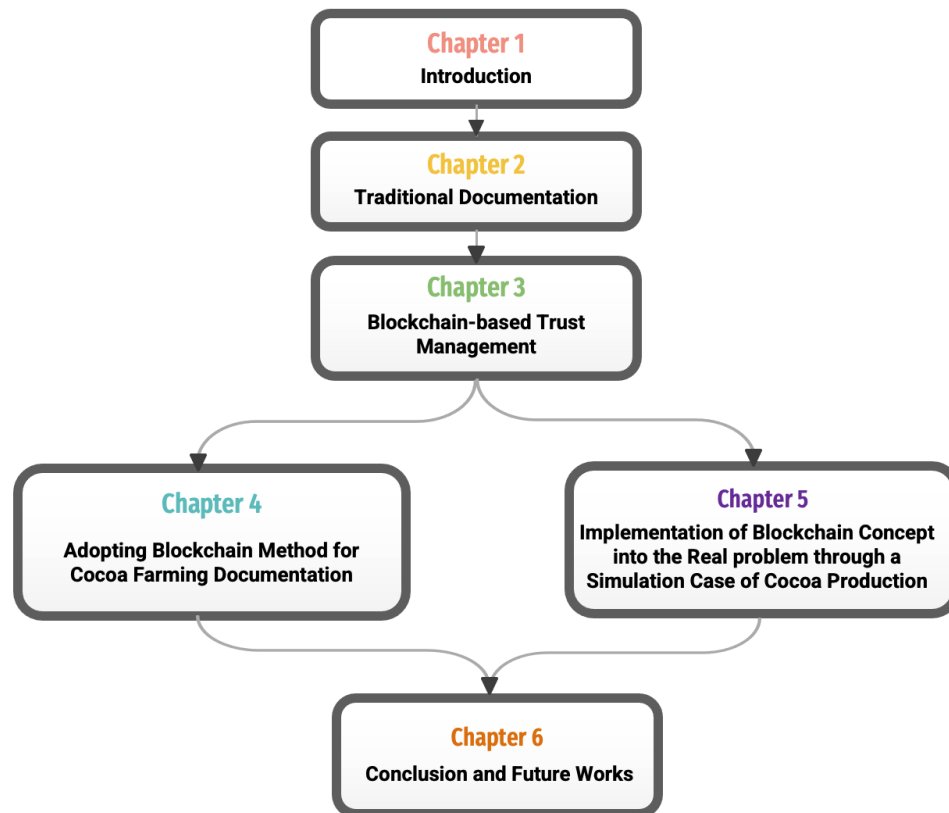 Chapter 1
Introduction
Chapter 2
Traditional Documentation
Chapter 3
Blockchain-based Trust
Management
Chapter 4
Adopting Blockchain Method for
Cocoa Farming Documentation
Chapter 5
Implementation of Blockchain Concept
into the Real problem through a
Simulation Case of Cocoa Production
Chapter 6
Conclusion and Future Works